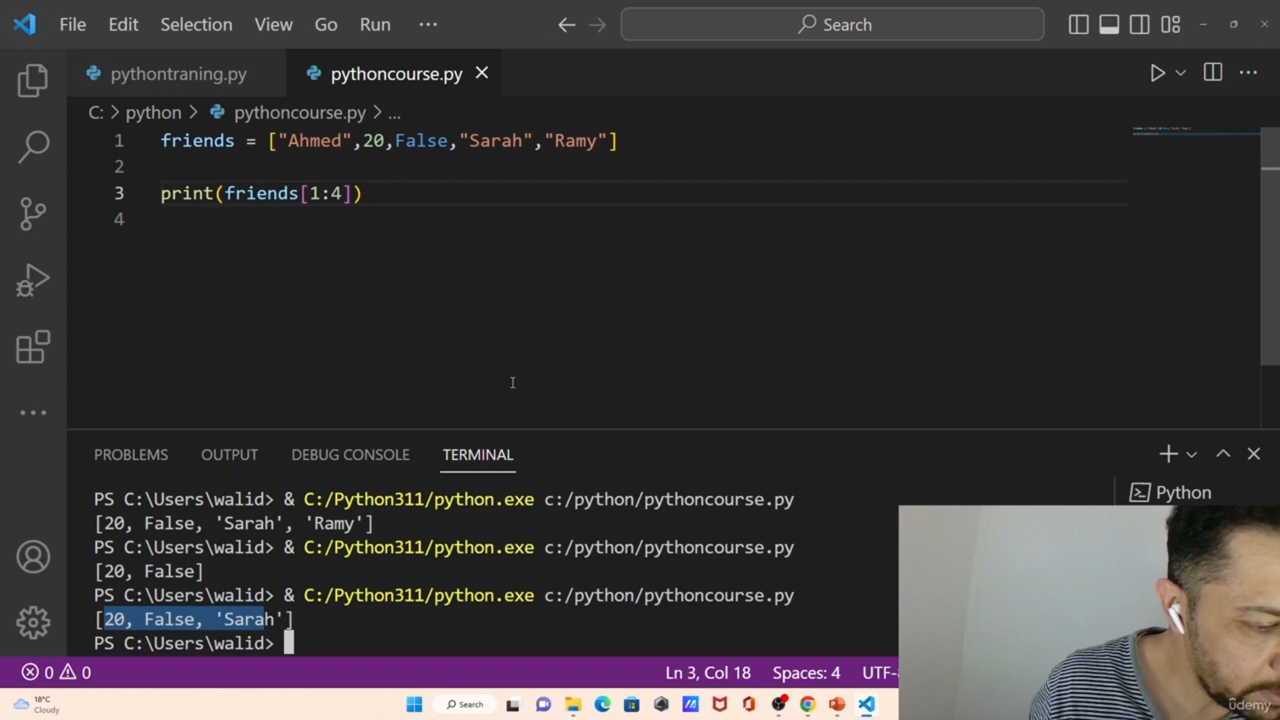 File Edit Selection View Go Run ··· Search
pythontraning.py pythoncourse.py
C: > python > pythoncourse.py > ...
1 friends = ["Ahmed",20,False,"Sarah","Ramy"]
2
3 print(friends[1:4])
4
PROBLEMS OUTPUT DEBUG CONSOLE TERMINAL
PS C:\Users\walid> & C:/Python311/python.exe c:/python/pythoncourse.py
Python
[20, False, 'Sarah', 'Ramy']
PS C:\Users\walid> & C:/Python311/python.exe c:/python/pythoncourse.py
[20, False]
PS C:\Users\walid> & C:/Python311/python.exe c:/python/pythoncourse.py
[20, False, 'Sarah']
PS C:\Users\walid>
0 0 Ln 3, Col 18 Spaces: 4 UTF-
18°C
Cloudy
Search
ûdemy